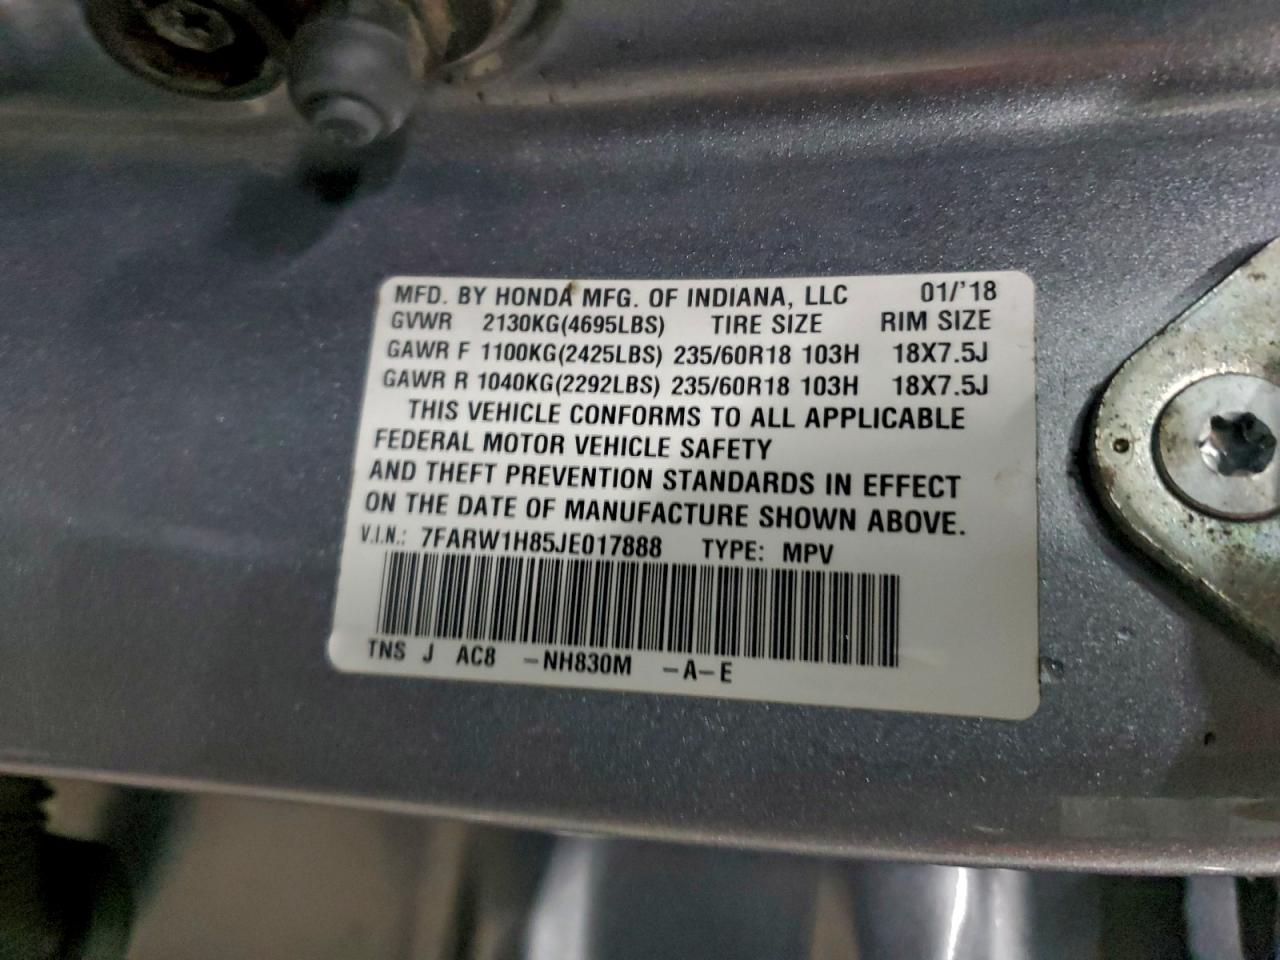 MFD. BY HONDA MFG. OF INDIANA, LLC 01/'18
GVWR 2130KG(4695LBS) TIRE SIZE RIM SIZE
GAWR F 1100KG(2425LBS) 235/60R18 103H 18X7.5J
GAWR R 1040KG(2292LBS) 235/60R18 103H 18X7.5J
THIS VEHICLE CONFORMS TO ALL APPLICABLE
FEDERAL MOTOR VEHICLE SAFETY
AND THEFT PREVENTION STANDARDS IN EFFECT
ON THE DATE OF MANUFACTURE SHOWN ABOVE.
V.I.N.: 7FARW1H85JE017888 TYPE: MPV
TNS J AC8 -NH830M -A-E